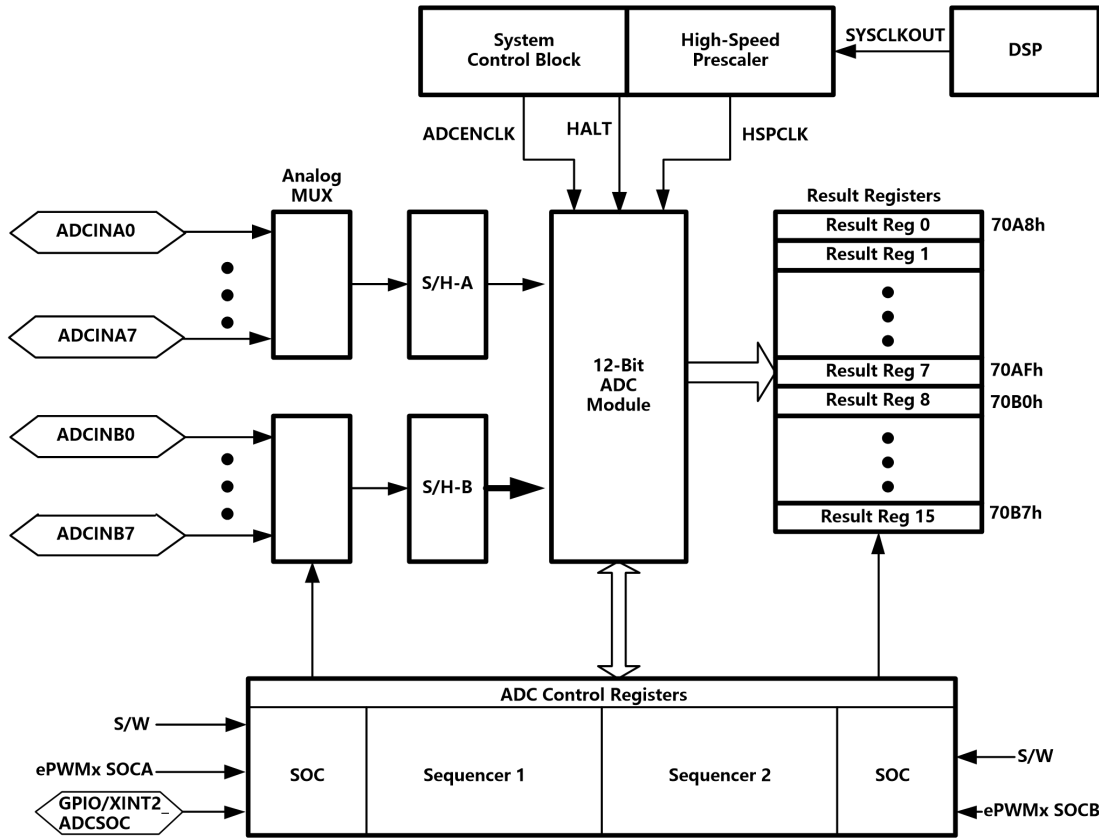 System
Control Block
High-Speed
Prescaler
SYSCLKOUT
DSP
ADCENCLK
HALT
HSPCLK
Analog
MUX
Result Registers
ADCINA0
Result Reg 0
70A8h
Result Reg 1
S/H-A
ADCINA7
12-Bit
ADC
Module
Result Reg 7
70AFh
Result Reg 8
70B0h
ADCINB0
S/H-B
ADCINB7
Result Reg 15
70B7h
ADC Control Registers
S/W
ePWMx SOCA
GPIO/XINT2_
ADCSOC
SOC
Sequencer 1
Sequencer 2
SOC
S/W
ePWMx SOCB